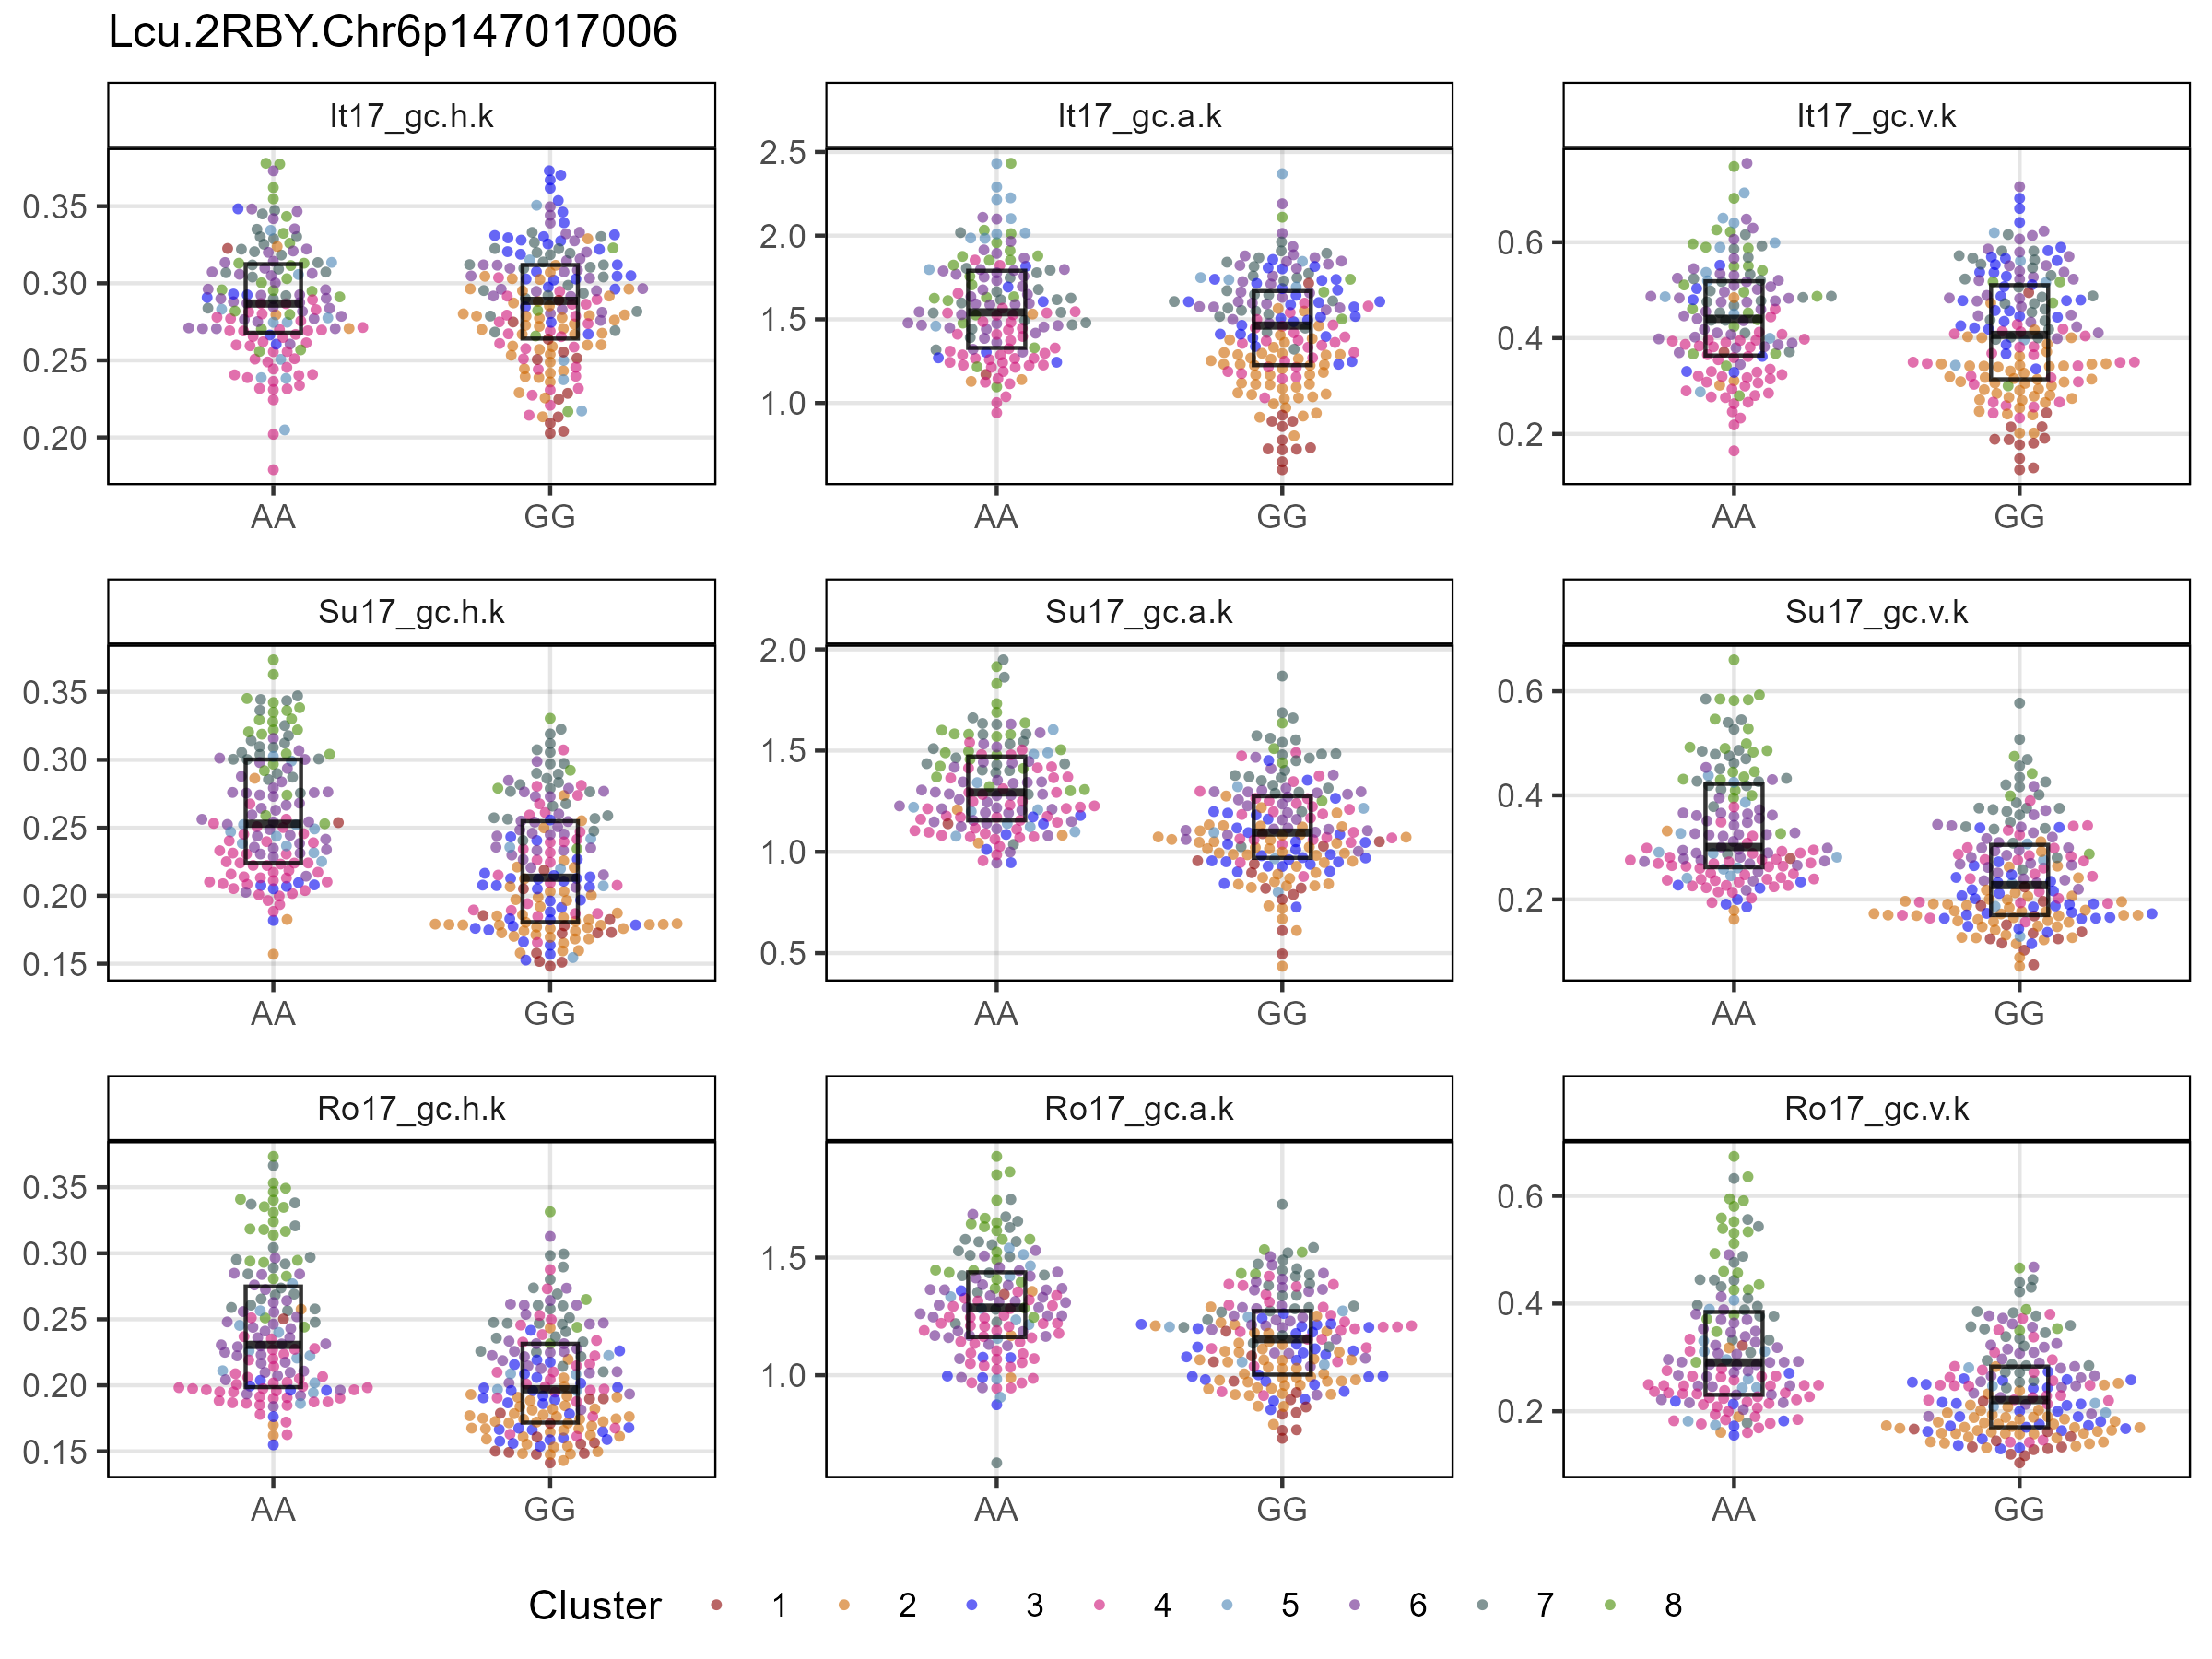 Lcu.2RBY.Chr6p147017006
It17_gc.h.k
It17_gc.a.k
It17_gc.v.k
0.35
0.30
0.25
0.20
2.5
2.0
1.5
1.0
0.6
0.4
0.2
AA GG
AA GG
AA GG
Su17_gc.h.k
Su17_gc.a.k
Su17_gc.v.k
0.35
0.30
0.25
0.20
0.15
2.0
1.5
1.0
0.5
0.6
0.4
0.2
AA GG
AA GG
AA GG
Ro17_gc.h.k
Ro17_gc.a.k
Ro17_gc.v.k
0.35
0.30
0.25
0.20
0.15
1.5
1.0
0.6
0.4
0.2
AA GG
AA GG
AA GG
Cluster 1 2 3 4 5 6 7 8